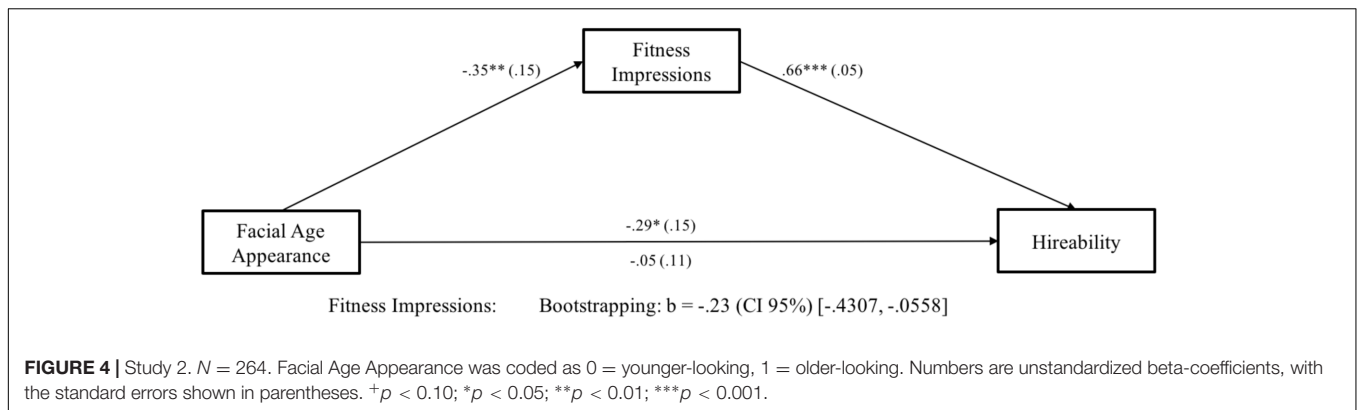 Fitness
Impressions
-.35** (.15)
.66*** (.05)
Facial Age
Appearance
-.29* (.15)
-.05 (.11)
Hireability
Fitness Impressions: Bootstrapping: b = -.23 (CI 95%) [-.4307, -.0558]
FIGURE 4 | Study 2. N = 264. Facial Age Appearance was coded as 0 = younger-looking, 1 = older-looking. Numbers are unstandardized beta-coefficients, with
the standard errors shown in parentheses. +p < 0.10; *p < 0.05; **p < 0.01; ***p < 0.001.